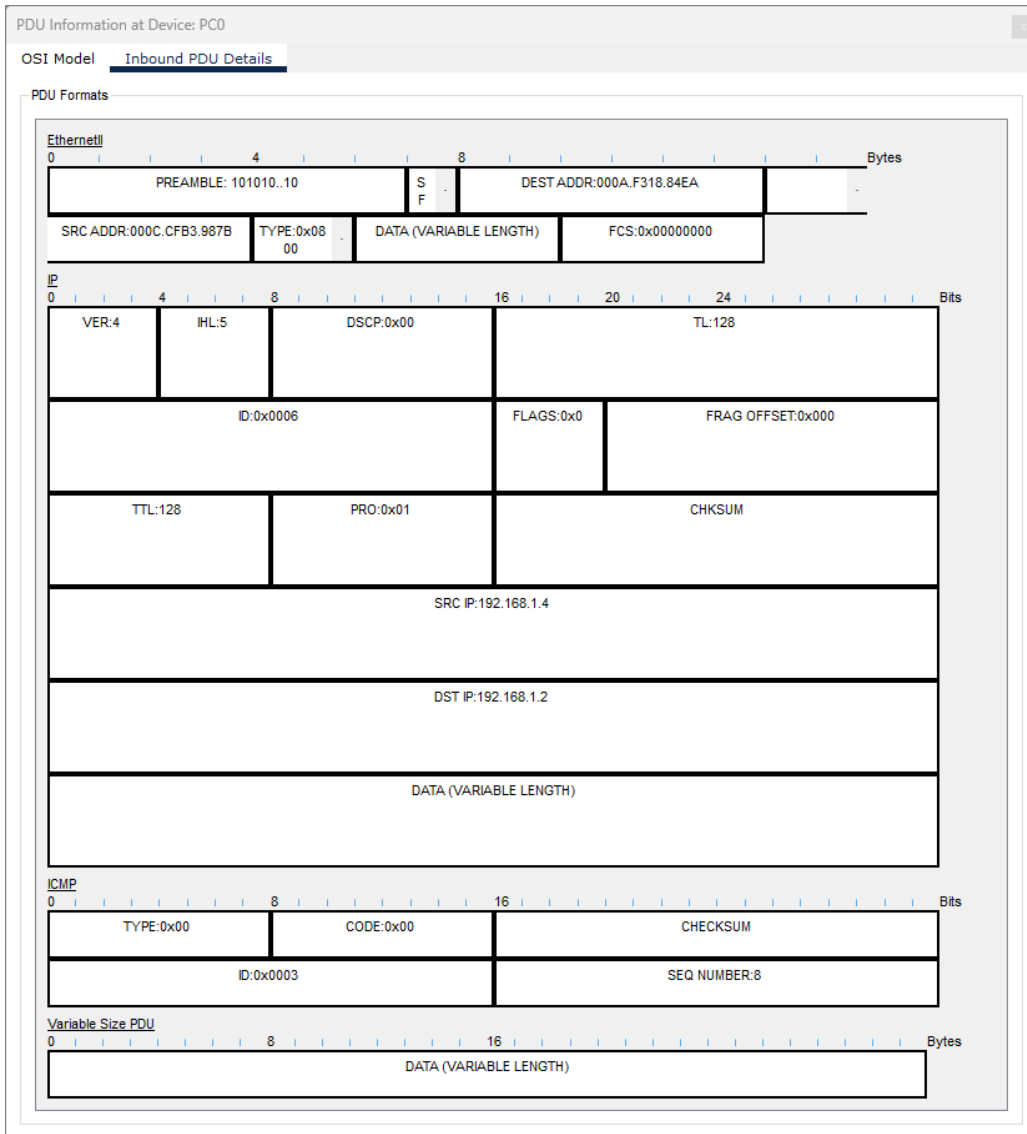 PDU Information at Device: PC0
OSI Model Inbound PDU Details
PDU Formats
EthernetII
0 4 8 Bytes
PREAMBLE: 101010..10 S F DEST ADDR:000A.F318.84EA
SRC ADDR:000C.CFB3.987B TYPE:0x08 00 DATA (VARIABLE LENGTH) FCS:0x00000000
IP
0 4 8 16 20 24 Bits
VER:4 IHL:5 DSCP:0x00 TL:128
ID:0x0006 FLAGS:0x0 FRAG OFFSET:0x000
TTL:128 PRO:0x01 CHKSUM
SRC IP:192.168.1.4
DST IP:192.168.1.2
DATA (VARIABLE LENGTH)
ICMP
0 8 16 Bits
TYPE:0x00 CODE:0x00 CHECKSUM
ID:0x0003 SEQ NUMBER:8
Variable Size PDU
0 8 16 Bytes
DATA (VARIABLE LENGTH)